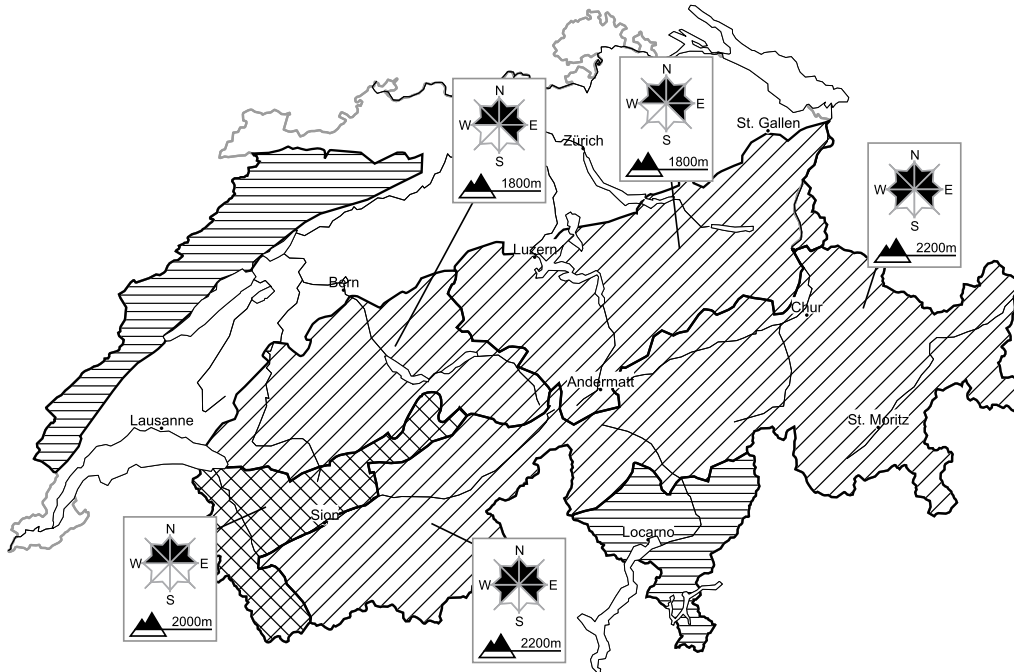 N
W E
S
1800m
N
W E
S
1800m
N
W E
S
2200m
Zürich
St. Gallen
Luzern
Bern
Chur
Andermatt
Lausanne
St. Moritz
Sion
Locarno
N
W E
S
2000m
N
W E
S
2200m